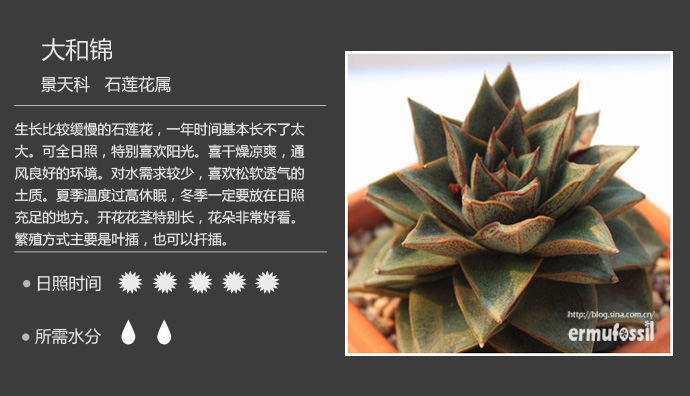 大和锦
景天科 石莲花属
生长比较缓慢的石莲花，一年时间基本长不了太
大。可全日照，特别喜欢阳光。喜干燥凉爽，通
风良好的环境。对水需求较少，喜欢松软透气的
土质。夏季温度过高休眠，冬季一定要放在日照
充足的地方。开花花茎特别长，花朵非常好看。
繁殖方式主要是叶插，也可以扦插。
日照时间
所需水分
http://blog.sina.com.cn/
ermufossil